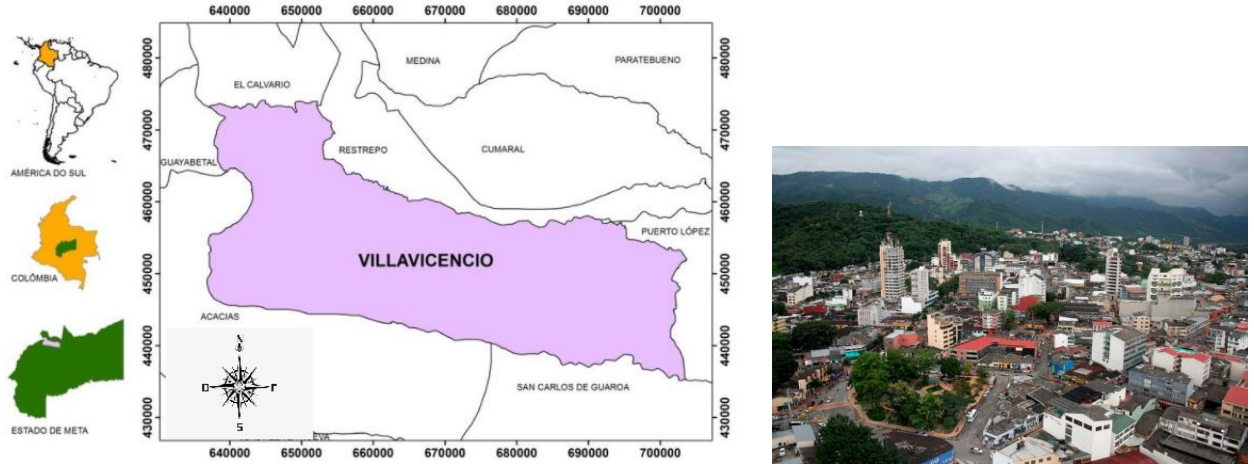 640000 650000 660000 670000 680000 690000 700000
480000
480000
MEDINA
PARATEBUENO
EL CALVARIO
470000
470000
RESTREPO
CUMARAL
GUAYABETAL
AMÉRICA DO SUL
460000
460000
PUERTO LÓPEZ
VILLAVICENCIO
450000
450000
COLÔMBIA
ACACIAS
440000
440000
SAN CARLOS DE GUAROA
S
430000
430000
ESTADO DE META
640000 650000 660000 670000 680000 690000 700000